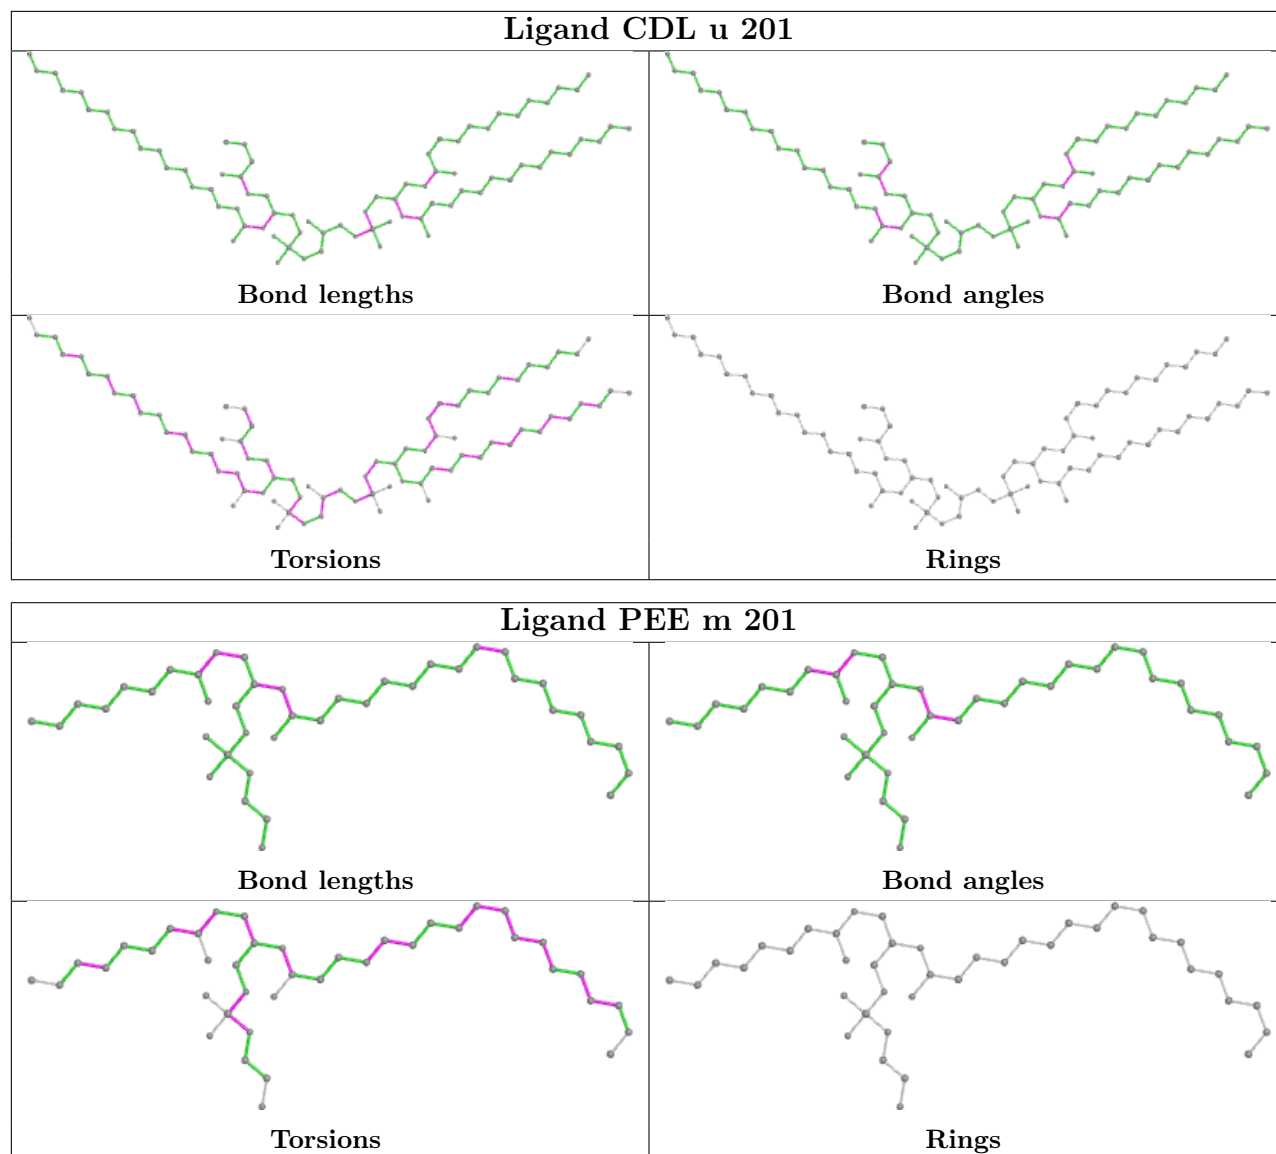 Ligand CDL u 201
Bond lengths
Bond angles
Torsions
Rings
Ligand PEE m 201
Bond lengths
Bond angles
Torsions
Rings